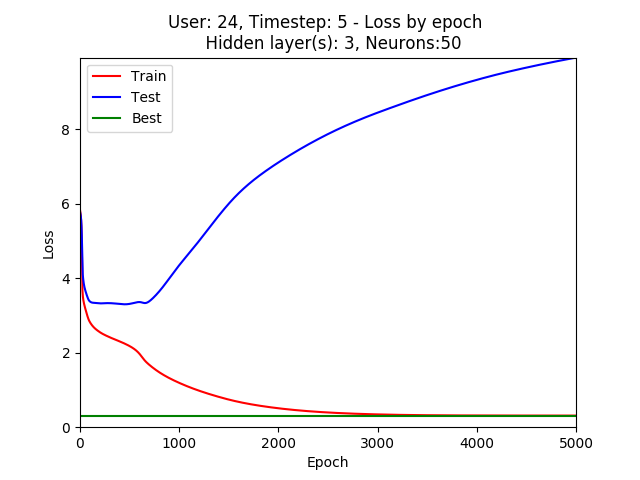 User: 24, Timestep: 5 - Loss by epoch
Hidden layer(s): 3, Neurons:50
Train
Test
Best
8
6
4
2
0
Loss
0
1000
2000
3000
4000
5000
Epoch